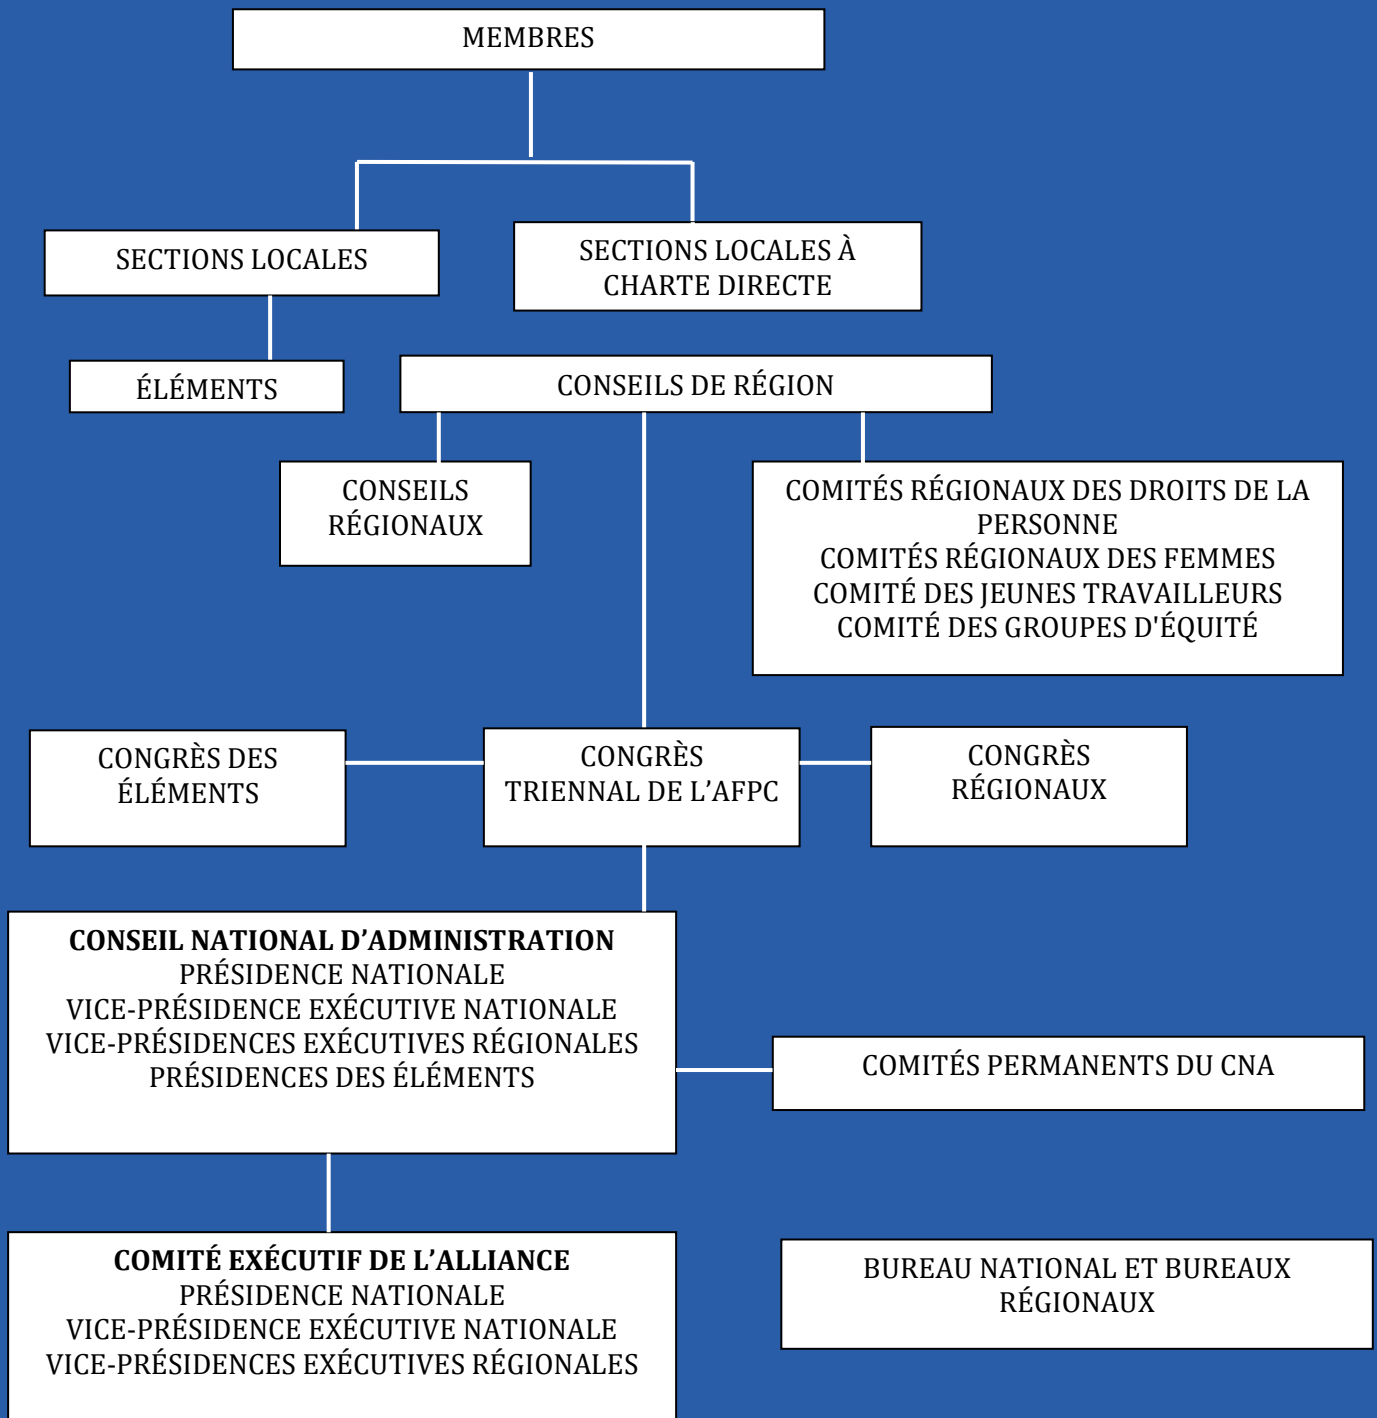 MEMBRES
SECTIONS LOCALES
SECTIONS LOCALES À
CHARTE DIRECTE
ÉLÉMENTS
CONSEILS DE RÉGION
CONSEILS
RÉGIONAUX
COMITÉS RÉGIONAUX DES DROITS DE LA
PERSONNE
COMITÉS RÉGIONAUX DES FEMMES
COMITÉ DES JEUNES TRAVAILLEURS
COMITÉ DES GROUPES D'ÉQUITÉ
CONGRÈS DES
ÉLÉMENTS
CONGRÈS
TRIENNAL DE L’AFPC
CONGRÈS
RÉGIONAUX
CONSEIL NATIONAL D’ADMINISTRATION
PRÉSIDENCE NATIONALE
VICE-PRÉSIDENCE EXÉCUTIVE NATIONALE
VICE-PRÉSIDENCES EXÉCUTIVES RÉGIONALES
PRÉSIDENCES DES ÉLÉMENTS
COMITÉS PERMANENTS DU CNA
COMITÉ EXÉCUTIF DE L’ALLIANCE
PRÉSIDENCE NATIONALE
VICE-PRÉSIDENCE EXÉCUTIVE NATIONALE
VICE-PRÉSIDENCES EXÉCUTIVES RÉGIONALES
BUREAU NATIONAL ET BUREAUX
RÉGIONAUX